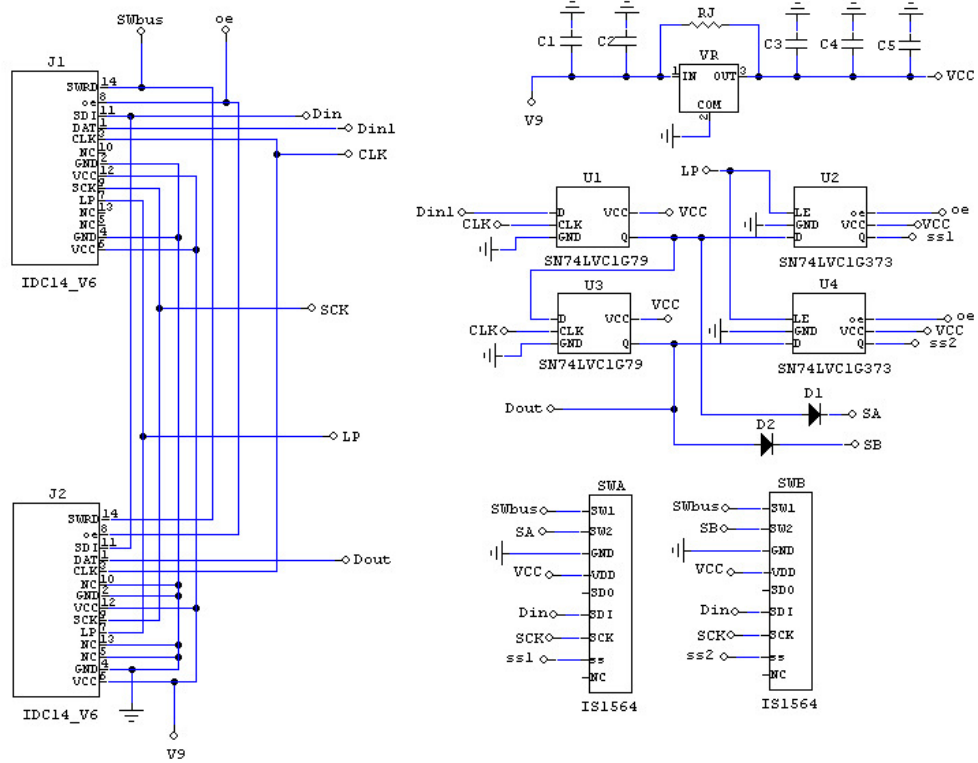 SWbus
oe
J1
SWRD 14
oe 8
SDI 11
DAT 1
CLK 3
NC 10
GND 2
VCC 12
SCK 9
LP 7
NC 13
NC 5
GND 4
VCC 6
IDC14_V6
Din
Din1
CLK
SCK
LP
J2
SWRD 14
oe 8
SDI 11
DAT 1
CLK 3
NC 10
GND 2
VCC 12
SCK 9
LP 7
NC 13
NC 5
GND 4
VCC 6
IDC14_V6
Dout
V9
C1
C2
RJ
VR
1 IN OUT 3
COM
2
C3
C4
C5
VCC
V9
LP
U1
Din1
D VCC
VCC
CLK
CLK
GND Q
SN74LVC1G79
U2
LE oe
oe
GND VCC
VCC
D Q
ss1
SN74LVC1G373
U3
D VCC
VCC
CLK
CLK
GND Q
SN74LVC1G79
U4
LE oe
oe
GND VCC
VCC
D Q
ss2
SN74LVC1G373
Dout
D1
SA
D2
SB
SWA
SWbus
SW1
SA
SW2
GND
VCC
VDD
SDO
Din
SDI
SCK
SCK
ss1
ss
NC
IS1564
SWB
SWbus
SW1
SB
SW2
GND
VCC
VDD
SDO
Din
SDI
SCK
SCK
ss2
ss
NC
IS1564